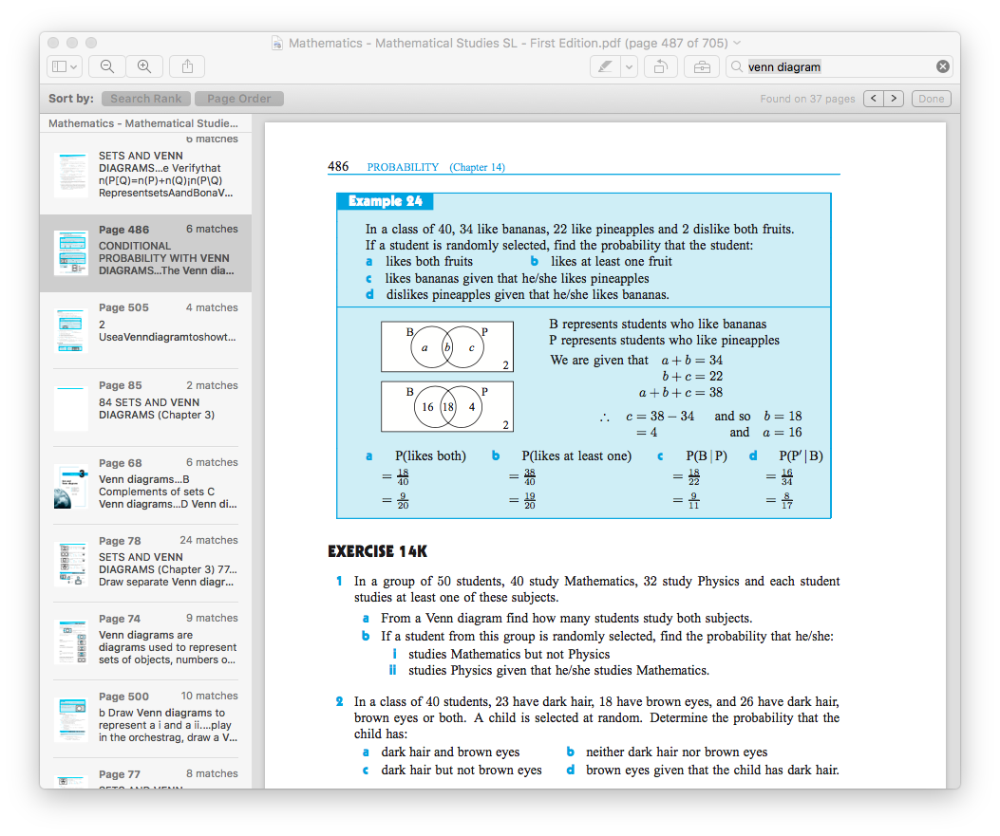 Mathematics - Mathematical Studies SL - First Edition.pdf (page 487 of 705)
venn diagram
Sort by: Search Rank Page Order
Found on 37 pages < > Done
Mathematics - Mathematical Studie...
6 matches
SETS AND VENN
DIAGRAMS...e Verifythat
n(P[Q)=n(P)+n(Q)¡n(P\Q)
RepresentsetsAandBonaV...
Page 486 6 matches
CONDITIONAL
PROBABILITY WITH VENN
DIAGRAMS...The Venn dia...
Page 505 4 matches
2
UseaVenndiagramtoshowt...
Page 85 2 matches
84 SETS AND VENN
DIAGRAMS (Chapter 3)
Page 68 6 matches
Venn diagrams...B
Complements of sets C
Venn diagrams...D Venn di...
Page 78 24 matches
SETS AND VENN
DIAGRAMS (Chapter 3) 77...
Draw separate Venn diagr...
Page 74 9 matches
Venn diagrams are
diagrams used to represent
sets of objects, numbers o...
Page 500 10 matches
b Draw Venn diagrams to
represent a i and a ii....play
in the orchestrag, draw a V...
Page 77 8 matches
SETS AND VENN
486 PROBABILITY (Chapter 14)
Example 24
In a class of 40, 34 like bananas, 22 like pineapples and 2 dislike both fruits.
If a student is randomly selected, find the probability that the student:
a likes both fruits b likes at least one fruit
c likes bananas given that he/she likes pineapples
d dislikes pineapples given that he/she likes bananas.
B P
a b c
2
B P
16 18 4
2
B represents students who like bananas
P represents students who like pineapples
We are given that a + b = 34
b + c = 22
a + b + c = 38
∴ c = 38 − 34 and so b = 18
= 4 and a = 16
a P(likes both) b P(likes at least one) c P(B | P) d P(P′ | B)
= 18/40 = 38/40 = 18/22 = 16/34
= 9/20 = 19/20 = 9/11 = 8/17
EXERCISE 14K
1 In a group of 50 students, 40 study Mathematics, 32 study Physics and each student
studies at least one of these subjects.
a From a Venn diagram find how many students study both subjects.
b If a student from this group is randomly selected, find the probability that he/she:
i studies Mathematics but not Physics
ii studies Physics given that he/she studies Mathematics.
2 In a class of 40 students, 23 have dark hair, 18 have brown eyes, and 26 have dark hair,
brown eyes or both. A child is selected at random. Determine the probability that the
child has:
a dark hair and brown eyes b neither dark hair nor brown eyes
c dark hair but not brown eyes d brown eyes given that the child has dark hair.